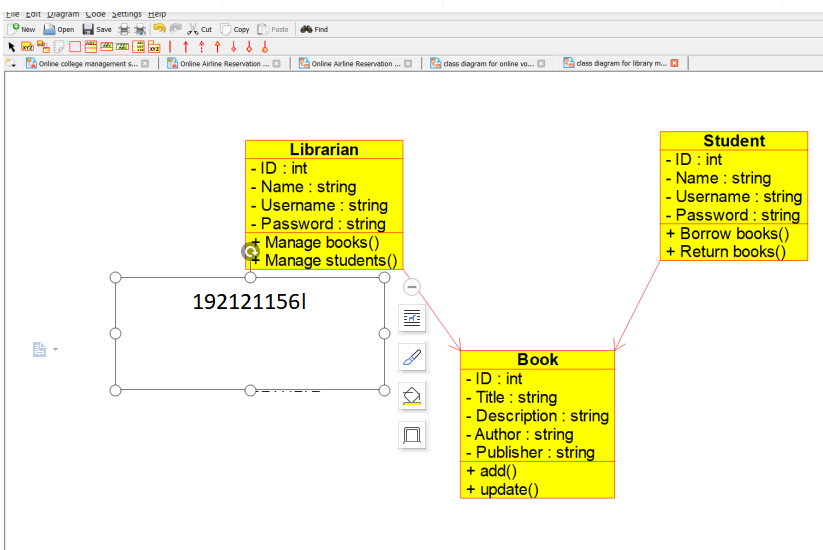 File Edit Diagram Code Settings Help
New Open Save Cut Copy Paste Find
Online college management s... Online Airline Reservation ... Online Airline Reservation ... class diagram for online vo... class diagram for library m...
Librarian
- ID : int
- Name : string
- Username : string
- Password : string
+ Manage books()
+ Manage students()
Student
- ID : int
- Name : string
- Username : string
- Password : string
+ Borrow books()
+ Return books()
192121156l
Book
- ID : int
- Title : string
- Description : string
- Author : string
- Publisher : string
+ add()
+ update()